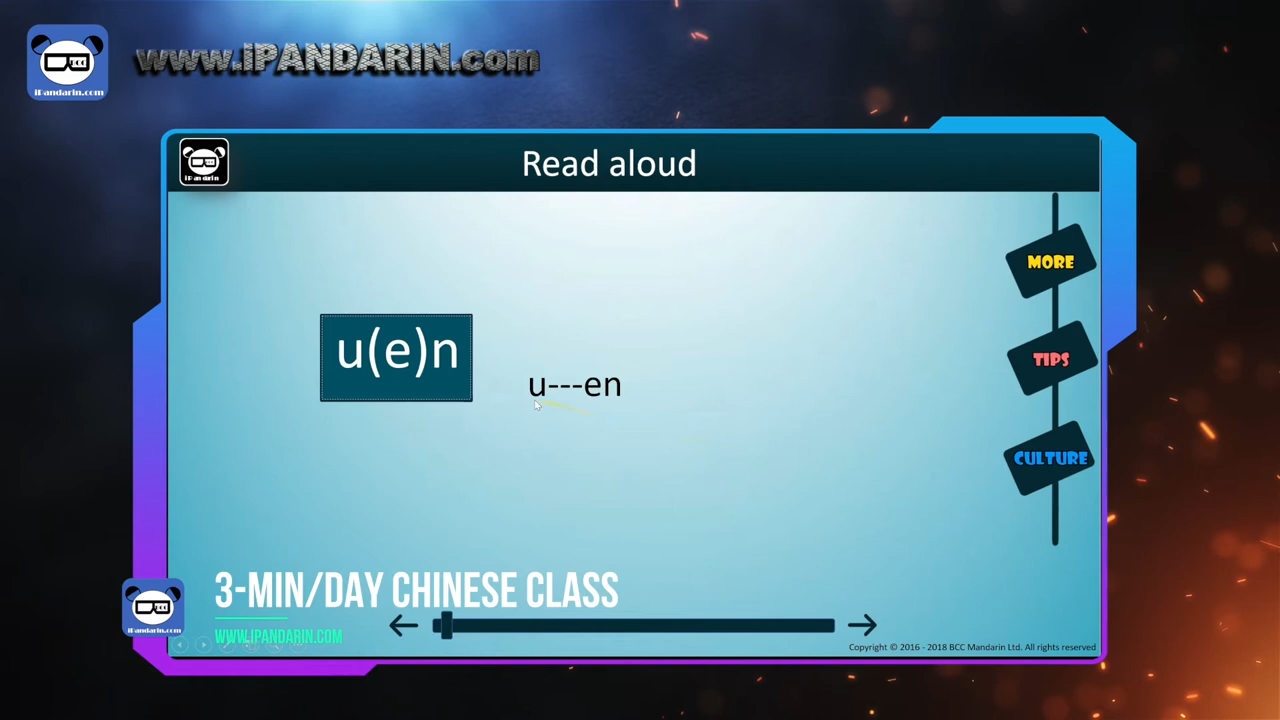 iPandarin.com
www.iPANDARIN.com
iPandarin
Read aloud
MORE
u(e)n
TIPS
u---en
CULTURE
3-MIN/DAY CHINESE CLASS
iPandarin.com
WWW.IPANDARIN.COM
Copyright © 2016 - 2018 BCC Mandarin Ltd. All rights reserved